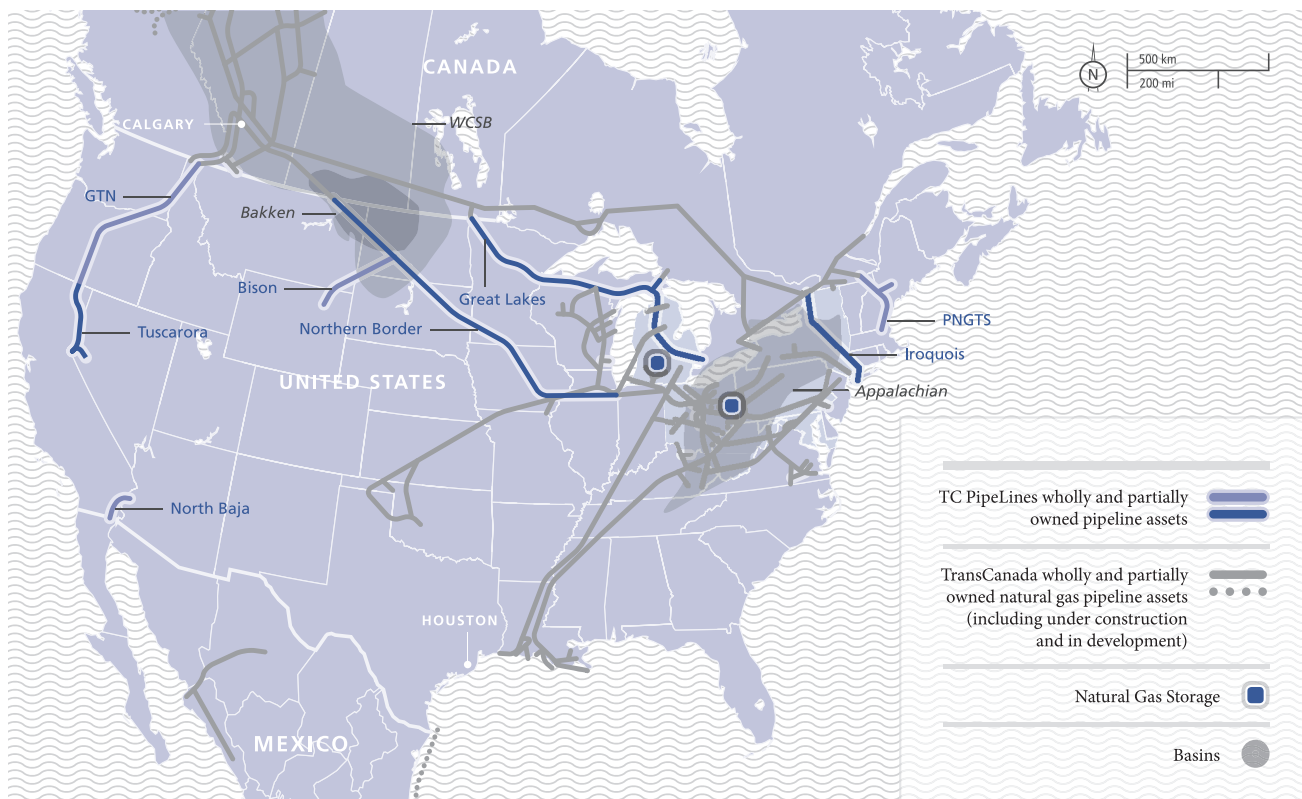 CANADA
500 km
N
200 mi
CALGARY
WCSB
GTN
Bakken
Bison
Great Lakes
Tuscarora
Northern Border
PNGTS
Iroquois
UNITED STATES
Appalachian
North Baja
HOUSTON
MEXICO
TC PipeLines wholly and partially
owned pipeline assets
TransCanada wholly and partially
owned natural gas pipeline assets
(including under construction
and in development)
Natural Gas Storage
Basins